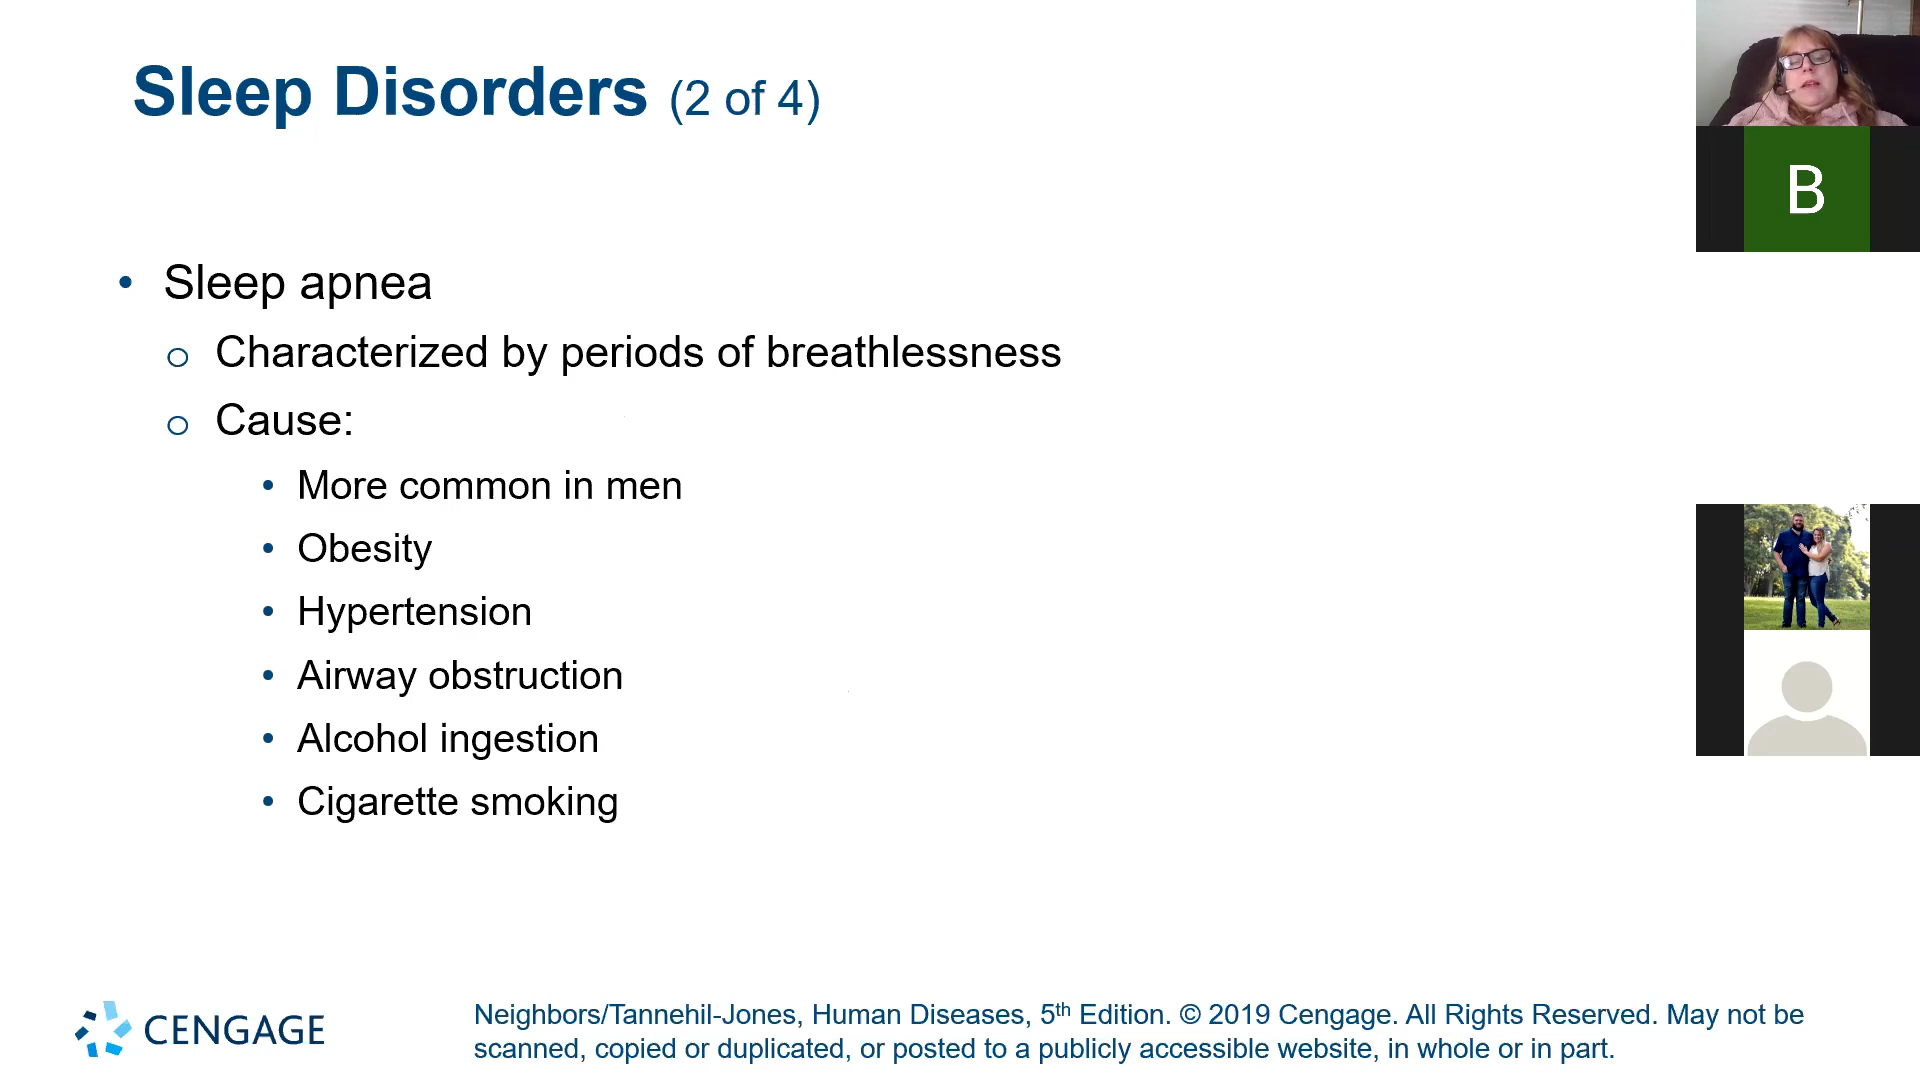 Sleep Disorders (2 of 4)
B
• Sleep apnea
o Characterized by periods of breathlessness
o Cause:
• More common in men
• Obesity
• Hypertension
• Airway obstruction
• Alcohol ingestion
• Cigarette smoking
CENGAGE
Neighbors/Tannehil-Jones, Human Diseases, 5th Edition. © 2019 Cengage. All Rights Reserved. May not be
scanned, copied or duplicated, or posted to a publicly accessible website, in whole or in part.